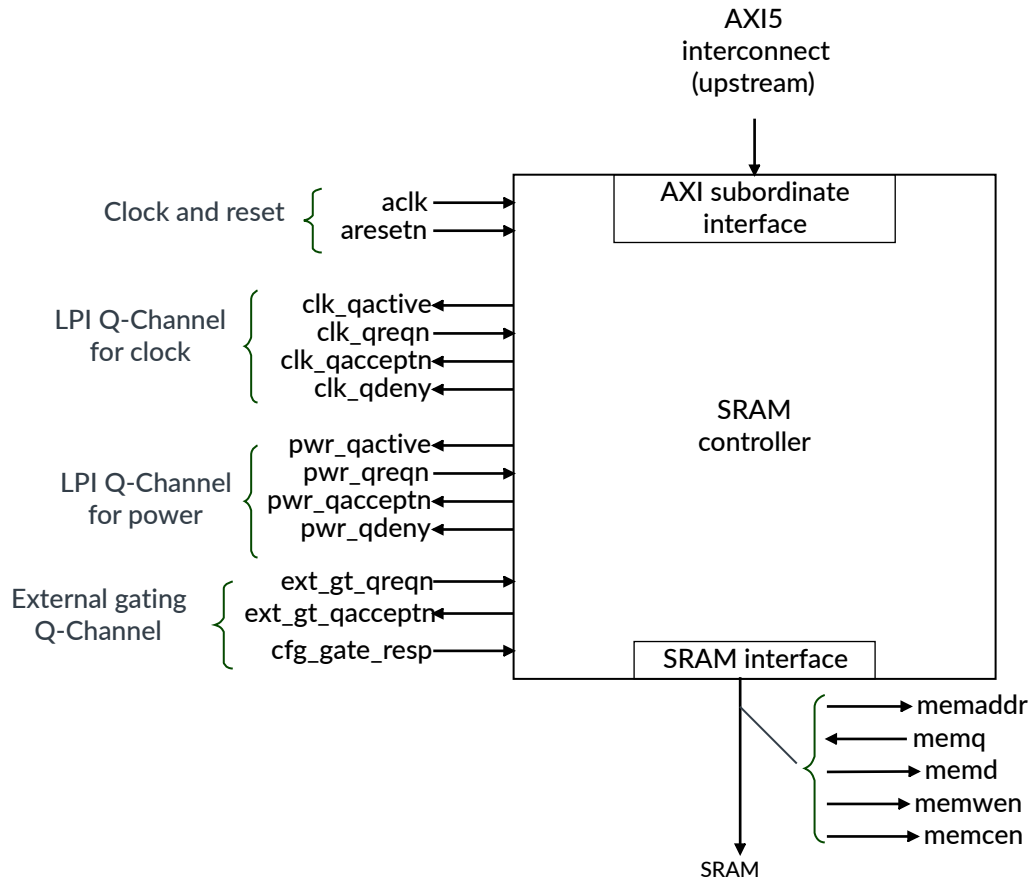 AXI5
interconnect
(upstream)
AXI subordinate
interface
Clock and reset
aclk
aresetn
LPI Q-Channel
for clock
clk_qactive
clk_qreqn
clk_qacceptn
clk_qdeny
SRAM
controller
LPI Q-Channel
for power
pwr_qactive
pwr_qreqn
pwr_qacceptn
pwr_qdeny
External gating
Q-Channel
ext_gt_qreqn
ext_gt_qacceptn
cfg_gate_resp
SRAM interface
memaddr
memq
memd
memwen
memcen
SRAM